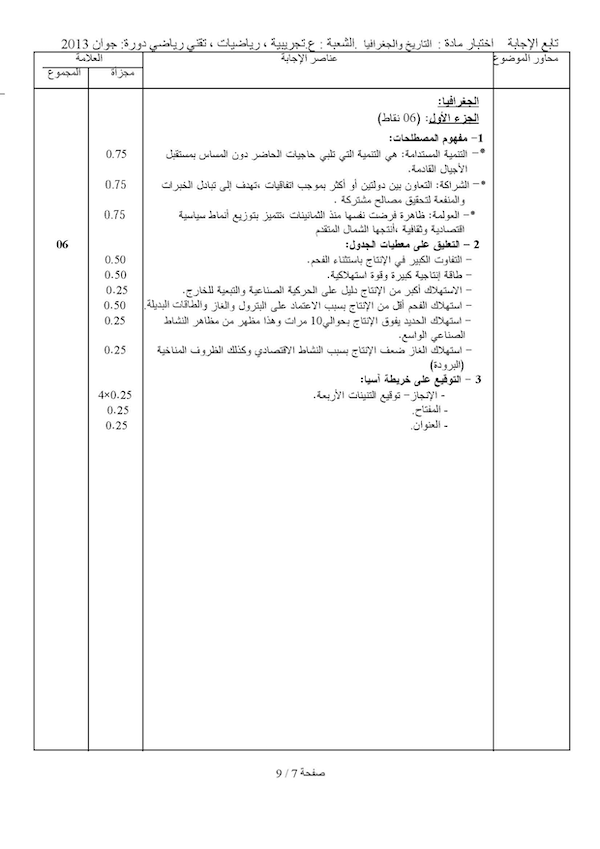 تابع الإجابة اختبار مادة : التاريخ والجغرافيا .الشعبة : ع.تجريبية ، رياضيات ، تقني رياضي دورة: جوان 2013
محاور الموضوع عناصر الإجابة العلامة
مجزأة المجموع
الجغرافيا:
الجزء الأول: (06 نقاط)
1- مفهوم المصطلحات:
*– التنمية المستدامة: هي التنمية التي تلبي حاجيات الحاضر دون المساس بمستقبل 0.75
الأجيال القادمة.
*– الشراكة: التعاون بين دولتين أو أكثر بموجب اتفاقيات ،تهدف إلى تبادل الخبرات 0.75
والمنفعة لتحقيق مصالح مشتركة .
*- العولمة: ظاهرة فرضت نفسها منذ الثمانينات ،تتميز بتوزيع أنماط سياسية 0.75
اقتصادية وثقافية ،أنتجها الشمال المتقدم
2 – التعليق على معطيات الجدول: 06
– التفاوت الكبير في الإنتاج باستثناء الفحم. 0.50
– طاقة إنتاجية كبيرة وقوة استهلاكية. 0.50
– الاستهلاك أكبر من الإنتاج دليل على الحركية الصناعية والتبعية للخارج. 0.25
– استهلاك الفحم أقل من الإنتاج بسبب الاعتماد على البترول والغاز والطاقات البديلة. 0.50
– استهلاك الحديد يفوق الإنتاج بحوالي10 مرات وهذا مظهر من مظاهر النشاط 0.25
الصناعي الواسع.
– استهلاك الغاز ضعف الإنتاج بسبب النشاط الاقتصادي وكذلك الظروف المناخية 0.25
(البرودة)
3 – التوقيع على خريطة آسيا:
- الإنجاز– توقيع التنينات الأربعة. 4×0.25
- المفتاح. 0.25
- العنوان. 0.25
صفحة 7 / 9